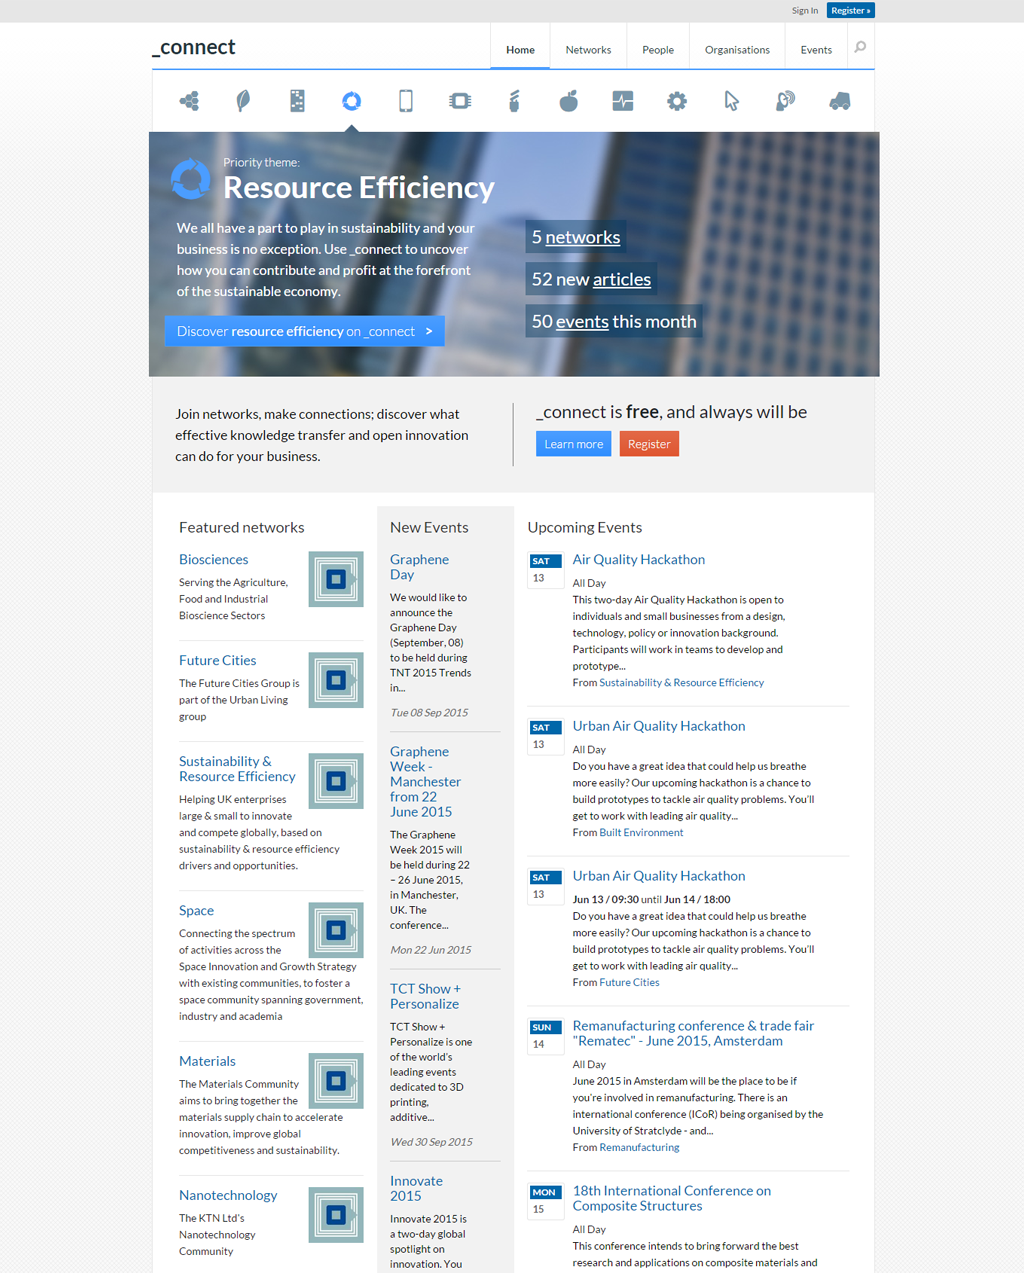 Sign In
Register »
_connect
Home
Networks
People
Organisations
Events
Priority theme:
Resource Efficiency
We all have a part to play in sustainability and your
business is no exception. Use _connect to uncover
how you can contribute and profit at the forefront
of the sustainable economy.
Discover resource efficiency on _connect >
5 networks
52 new articles
50 events this month
Join networks, make connections; discover what
effective knowledge transfer and open innovation
can do for your business.
_connect is free, and always will be
Learn more
Register
Featured networks
Biosciences
Serving the Agriculture,
Food and Industrial
Bioscience Sectors
Future Cities
The Future Cities Group is
part of the Urban Living
group
Sustainability &
Resource Efficiency
Helping UK enterprises
large & small to innovate
and compete globally, based on
sustainability & resource efficiency
drivers and opportunities.
Space
Connecting the spectrum
of activities across the
Space Innovation and Growth Strategy
with existing communities, to foster a
space community spanning government,
industry and academia
Materials
The Materials Community
aims to bring together the
materials supply chain to accelerate
innovation, improve global
competitiveness and sustainability.
Nanotechnology
The KTN Ltd's
Nanotechnology
Community
New Events
Graphene
Day
We would like to
announce the
Graphene Day
(September, 08)
to be held during
TNT 2015 Trends
in...
Tue 08 Sep 2015
Graphene
Week -
Manchester
from 22
June 2015
The Graphene
Week 2015 will
be held during 22
– 26 June 2015,
in Manchester,
UK. The
conference...
Mon 22 Jun 2015
TCT Show +
Personalize
TCT Show +
Personalize is one
of the world's
leading events
dedicated to 3D
printing,
additive...
Wed 30 Sep 2015
Innovate
2015
Innovate 2015 is
a two-day global
spotlight on
innovation. You
Upcoming Events
SAT
13
Air Quality Hackathon
All Day
This two-day Air Quality Hackathon is open to
individuals and small businesses from a design,
technology, policy or innovation background.
Participants will work in teams to develop and
prototype...
From Sustainability & Resource Efficiency
SAT
13
Urban Air Quality Hackathon
All Day
Do you have a great idea that could help us breathe
more easily? Our upcoming hackathon is a chance to
build prototypes to tackle air quality problems. You'll
get to work with leading air quality...
From Built Environment
SAT
13
Urban Air Quality Hackathon
Jun 13 / 09:30 until Jun 14 / 18:00
Do you have a great idea that could help us breathe
more easily? Our upcoming hackathon is a chance to
build prototypes to tackle air quality problems. You'll
get to work with leading air quality...
From Future Cities
SUN
14
Remanufacturing conference & trade fair
"Rematec" - June 2015, Amsterdam
All Day
June 2015 in Amsterdam will be the place to be if
you're involved in remanufacturing. There is an
international conference (ICoR) being organised by the
University of Stratclyde - and...
From Remanufacturing
MON
15
18th International Conference on
Composite Structures
All Day
This conference intends to bring forward the best
research and applications on composite materials and